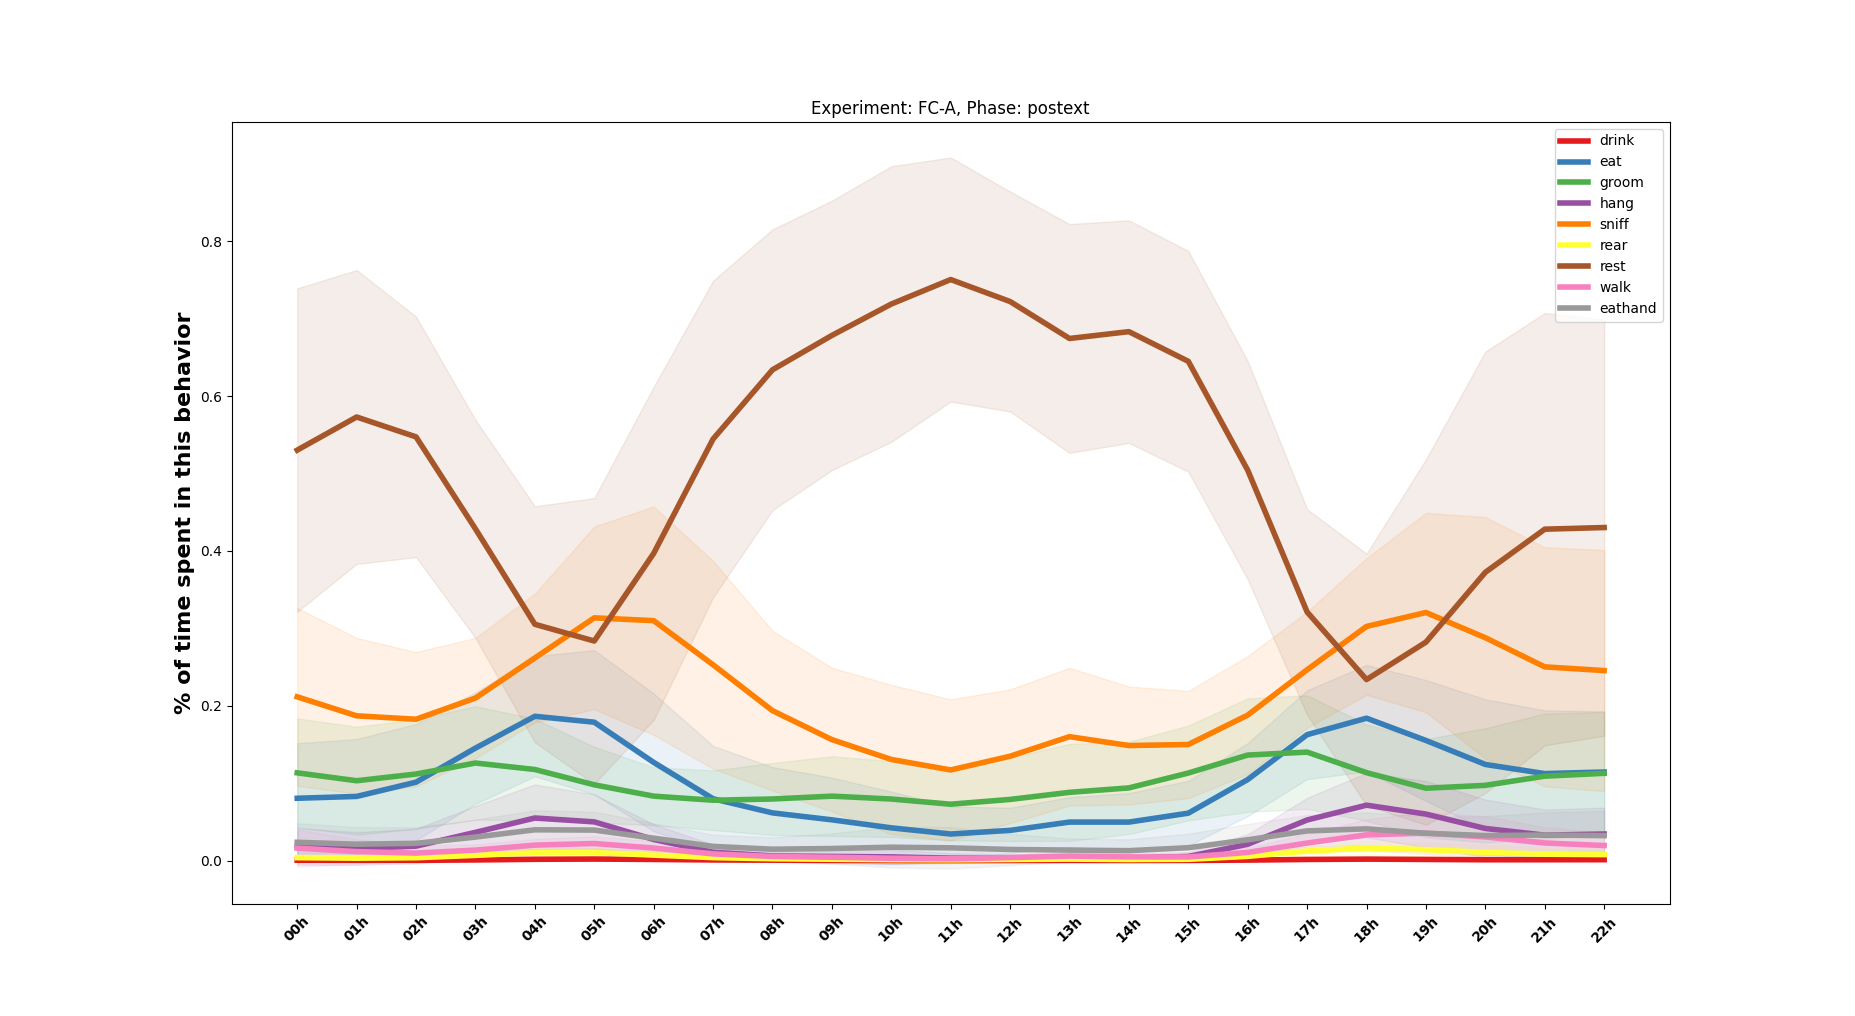 Experiment: FC-A, Phase: postext
drink
eat
groom
hang
sniff
rear
rest
walk
eathand
% of time spent in this behavior
0.8
0.6
0.4
0.2
0.0
00h 01h 02h 03h 04h 05h 06h 07h 08h 09h 10h 11h 12h 13h 14h 15h 16h 17h 18h 19h 20h 21h 22h